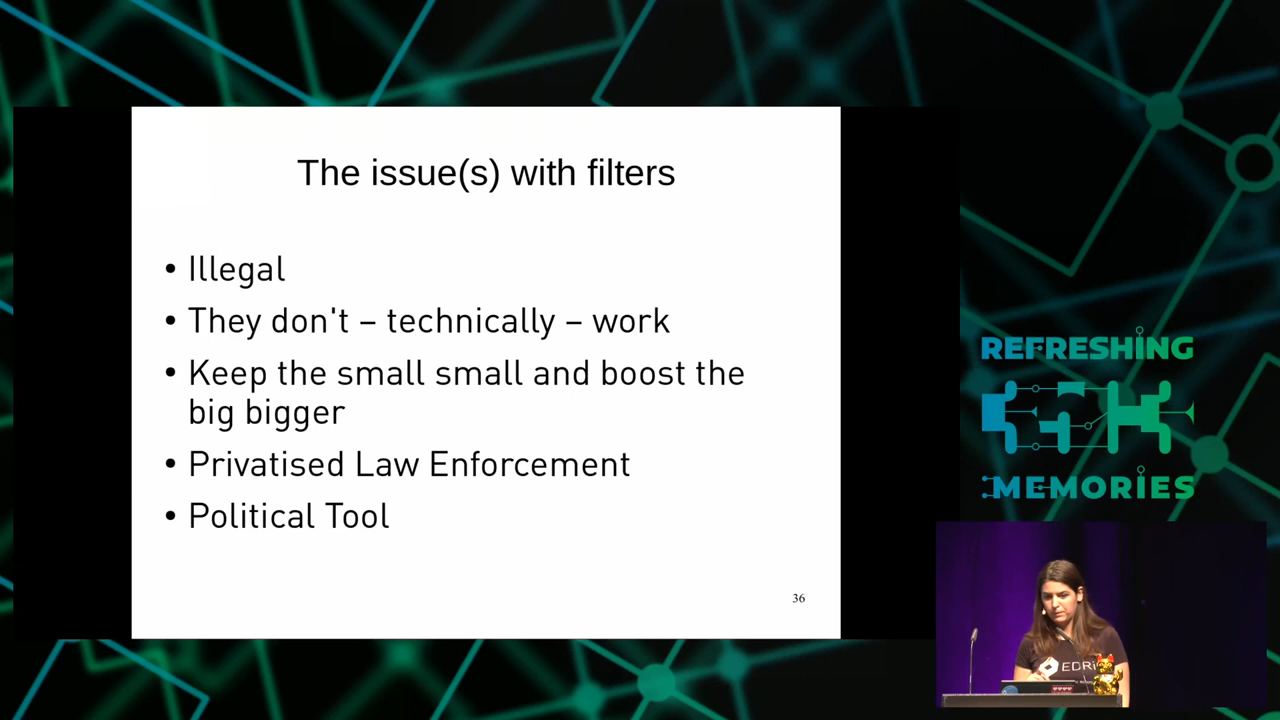 The issue(s) with filters
• Illegal
• They don't – technically – work
• Keep the small small and boost the
big bigger
• Privatised Law Enforcement
• Political Tool
36
REFRESHING
35C3
MEMORIES
EDRi